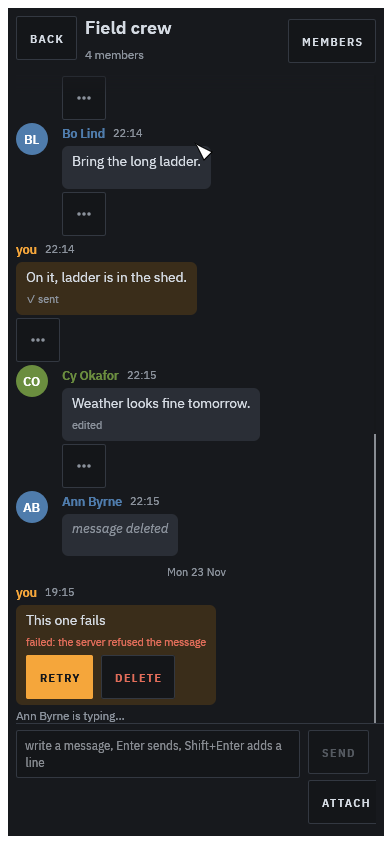 BACK
Field crew
4 members
MEMBERS
•••
BL
Bo Lind 22:14
Bring the long ladder.
•••
you 22:14
On it, ladder is in the shed.
✓ sent
•••
CO
Cy Okafor 22:15
Weather looks fine tomorrow.
edited
•••
AB
Ann Byrne 22:15
message deleted
Mon 23 Nov
you 19:15
This one fails
failed: the server refused the message
RETRY
DELETE
Ann Byrne is typing...
write a message, Enter sends, Shift+Enter adds a
line
SEND
ATTACH